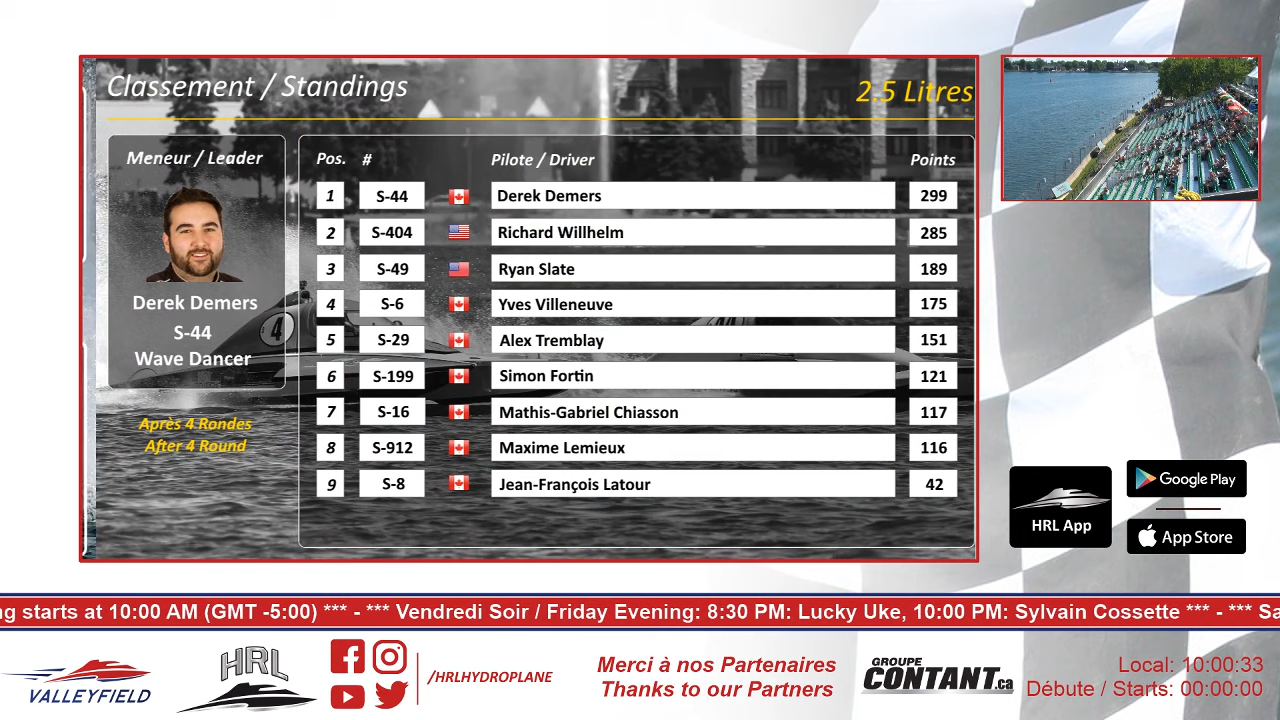 Classement / Standings
2.5 Litres
Meneur / Leader
Derek Demers
S-44
Wave Dancer
Après 4 Rondes
After 4 Round
Pos. # Pilote / Driver Points
1 S-44 Derek Demers 299
2 S-404 Richard Willhelm 285
3 S-49 Ryan Slate 189
4 S-6 Yves Villeneuve 175
5 S-29 Alex Tremblay 151
6 S-199 Simon Fortin 121
7 S-16 Mathis-Gabriel Chiasson 117
8 S-912 Maxime Lemieux 116
9 S-8 Jean-François Latour 42
4
HRL App
Google Play
App Store
ng starts at 10:00 AM (GMT -5:00) *** - *** Vendredi Soir / Friday Evening: 8:30 PM: Lucky Uke, 10:00 PM: Sylvain Cossette *** - *** Sa
VALLEYFIELD
HRL
/HRLHYDROPLANE
Merci à nos Partenaires
Thanks to our Partners
GROUPE
CONTANT.ca
Local: 10:00:33
Débute / Starts: 00:00:00